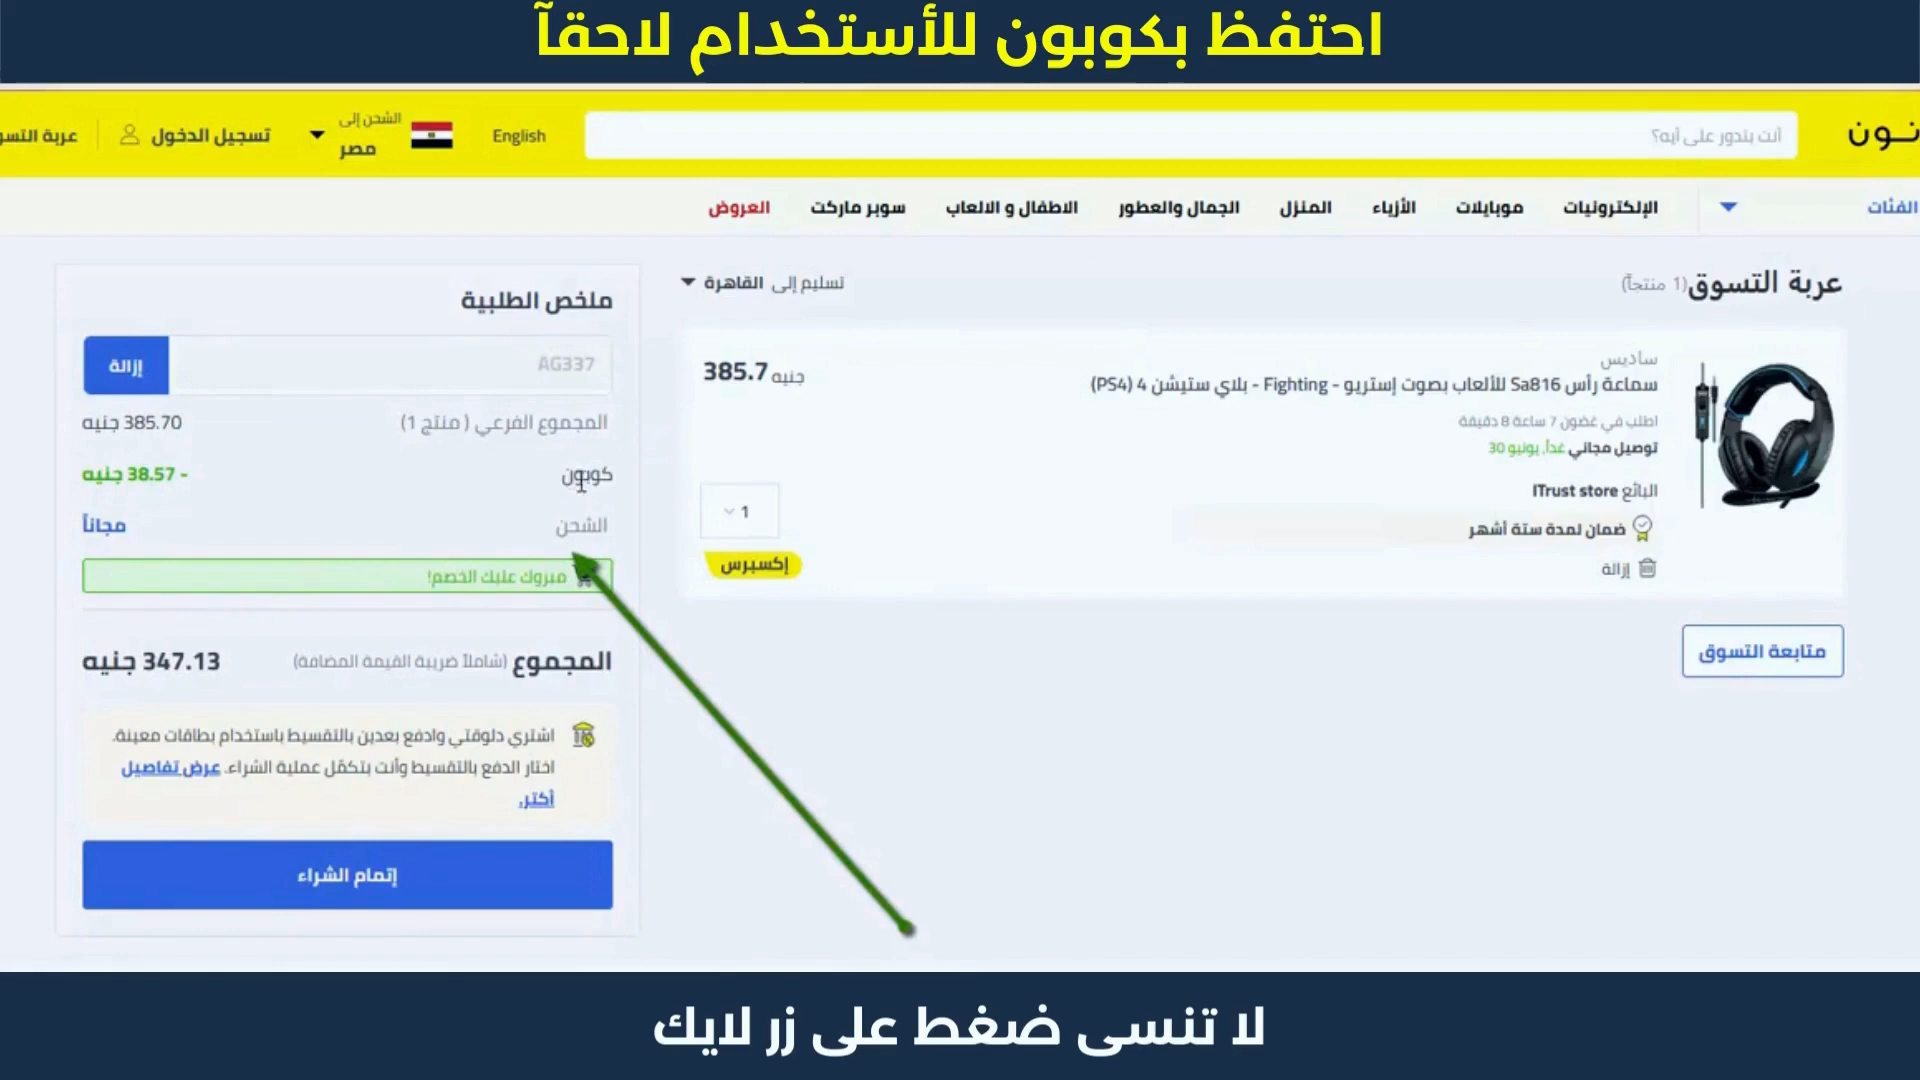 احتفظ بكوبون للأستخدام لاحقآ
نون
أنت بتدور على أيه؟
English
الشحن إلى
مصر
تسجيل الدخول
عربة التسو
الفئات
الإلكترونيات
موبايلات
الأزياء
المنزل
الجمال والعطور
الاطفال و الالعاب
سوبر ماركت
العروض
عربة التسوق (1 منتجاً)
تسليم إلى القاهرة
ساديس
سماعة رأس Sa816 للألعاب بصوت إستريو - Fighting - بلاي ستيشن 4 (PS4)
جنيه 385.7
اطلب في غضون 7 ساعة 8 دقيقة
توصيل مجاني غداً, يونيو 30
البائع ITrust store
ضمان لمدة ستة أشهر
إزالة
1
إكسبرس
متابعة التسوق
ملخص الطلبية
AG337
إزالة
المجموع الفرعي ( منتج 1) 385.70 جنيه
كوبون - 38.57 جنيه
الشحن مجاناً
مبروك عليك الخصم!
المجموع (شاملاً ضريبة القيمة المضافة) 347.13 جنيه
اشتري دلوقتي وادفع بعدين بالتقسيط باستخدام بطاقات معينة.
اختار الدفع بالتقسيط وأنت بتكمّل عملية الشراء. عرض تفاصيل
أكتر.
إتمام الشراء
لا تنسى ضغط على زر لايك